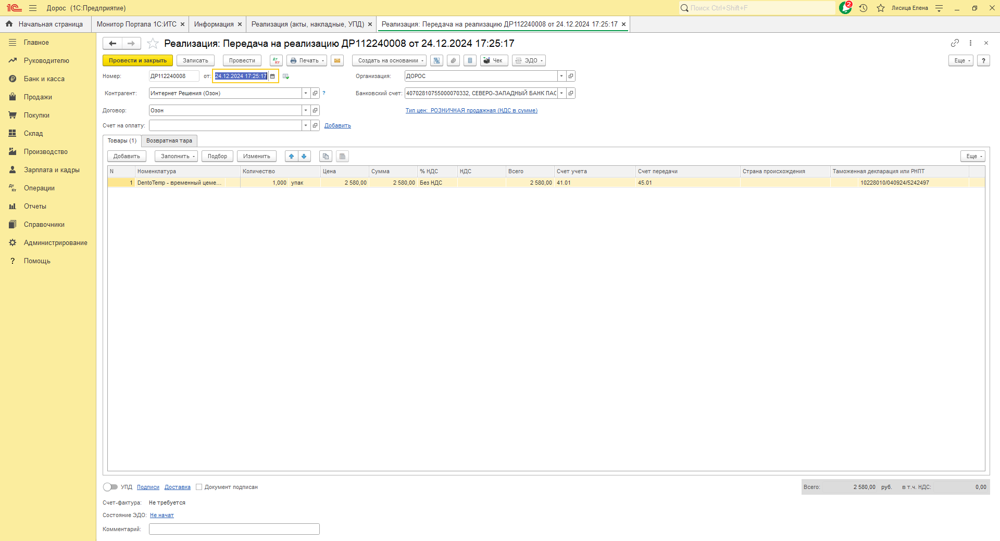 Дорос (1С:Предприятие)
Поиск Ctrl+Shift+F
2
Лисица Елена
Начальная страница
Монитор Портала 1С:ИТС
Информация
Реализация (акты, накладные, УПД)
Реализация: Передача на реализацию ДР112240008 от 24.12.2024 17:25:17
Главное
Руководителю
Банк и касса
Продажи
Покупки
Склад
Производство
Зарплата и кадры
Операции
Отчеты
Справочники
Администрирование
? Помощь
Реализация: Передача на реализацию ДР112240008 от 24.12.2024 17:25:17
Провести и закрыть Записать Провести Дт Кт Печать Создать на основании Чек ЭДО Еще ?
Номер: ДР112240008 от: 24.12.2024 17:25:17 Организация: ДОРОС
Контрагент: Интернет Решения (Озон) ? Банковский счет: 40702810755000070332, СЕВЕРО-ЗАПАДНЫЙ БАНК ПАС
Договор: Озон Тип цен: РОЗНИЧНАЯ продажная (НДС в сумме)
Счет на оплату: Добавить
Товары (1) Возвратная тара
Добавить Заполнить Подбор Изменить Еще
N Номенклатура Количество Цена Сумма % НДС НДС Всего Счет учета Счет передачи Страна происхождения Таможенная декларация или РНПТ
1 DentoTemp - временный цеме... 1,000 упак 2 580,00 2 580,00 Без НДС 2 580,00 41.01 45.01 10228010/040924/5242497
УПД Подписи Доставка Документ подписан Всего: 2 580,00 руб. в т.ч. НДС: 0,00
Счет-фактура: Не требуется
Состояние ЭДО: Не начат
Комментарий: